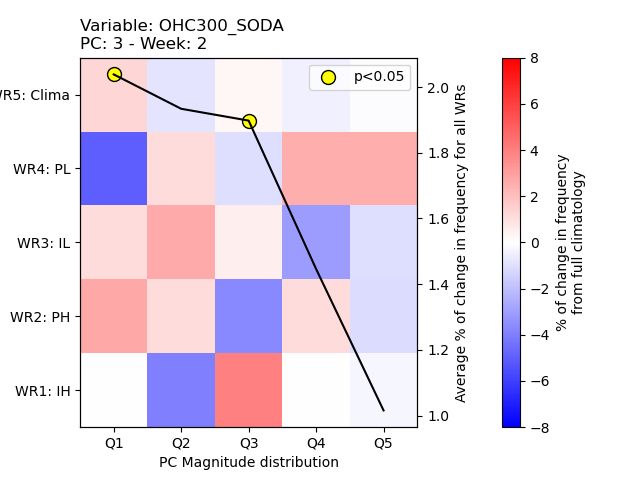 Variable: OHC300_SODA
PC: 3 - Week: 2
p<0.05
WR5: Clima
WR4: PL
WR3: IL
WR2: PH
WR1: IH
Q1 Q2 Q3 Q4 Q5
PC Magnitude distribution
2.0
1.8
1.6
1.4
1.2
1.0
Average % of change in frequency for all WRs
8
6
4
2
0
−2
−4
−6
−8
% of change in frequency
from full climatology